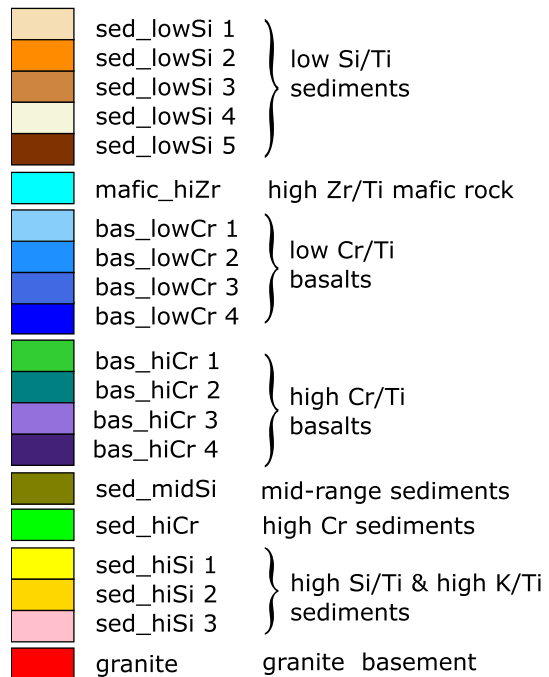 sed_lowSi 1
sed_lowSi 2
sed_lowSi 3
sed_lowSi 4
sed_lowSi 5
low Si/Ti
sediments
mafic_hiZr high Zr/Ti mafic rock
bas_lowCr 1
bas_lowCr 2
bas_lowCr 3
bas_lowCr 4
low Cr/Ti
basalts
bas_hiCr 1
bas_hiCr 2
bas_hiCr 3
bas_hiCr 4
high Cr/Ti
basalts
sed_midSi mid-range sediments
sed_hiCr high Cr sediments
sed_hiSi 1
sed_hiSi 2
sed_hiSi 3
high Si/Ti & high K/Ti
sediments
granite granite basement